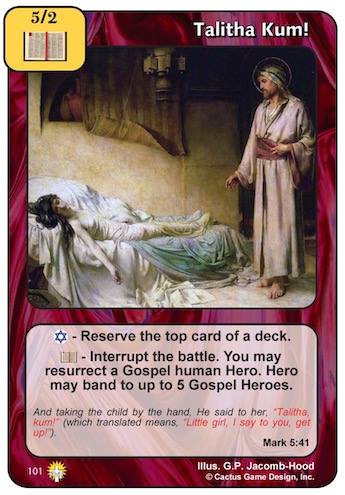 5/2
Talitha Kum!
- Reserve the top card of a deck.
- Interrupt the battle. You may
resurrect a Gospel human Hero. Hero
may band to up to 5 Gospel Heroes.
And taking the child by the hand, He said to her, "Talitha,
kum!" (which translated means, "Little girl, I say to you, get
up!").
Mark 5:41
101
Illus. G.P. Jacomb-Hood
© Cactus Game Design, Inc.